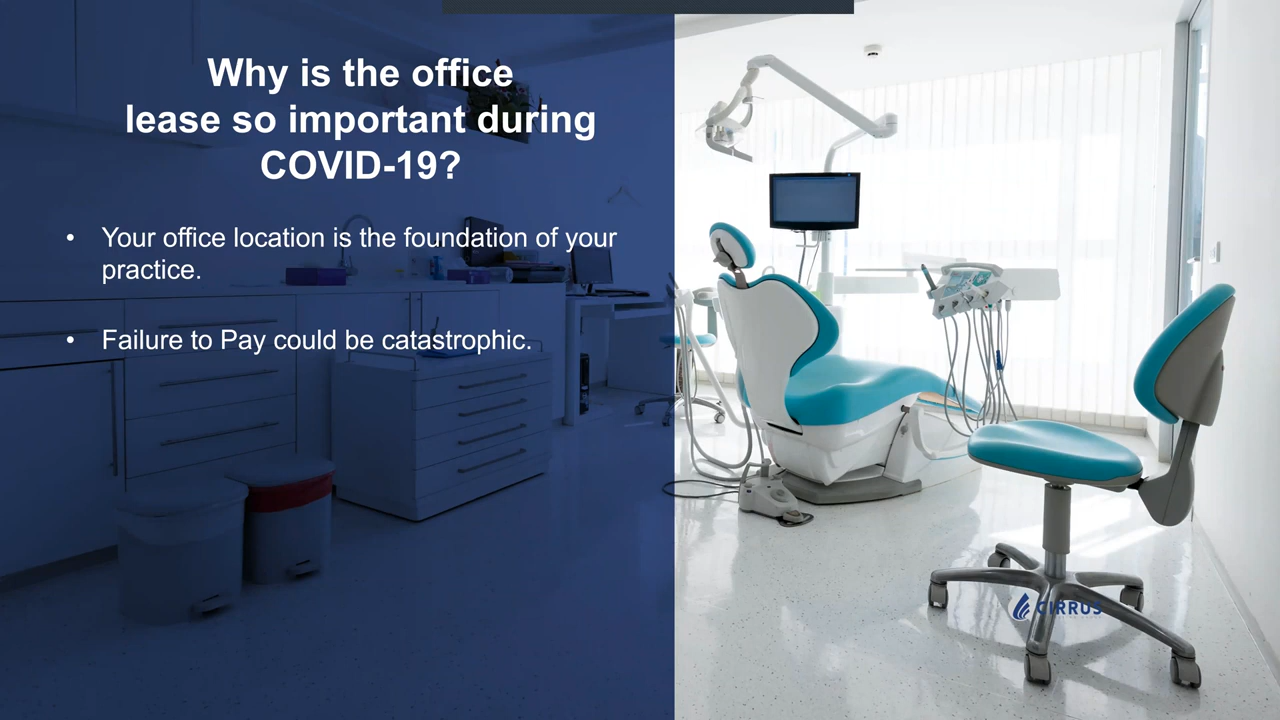 Why is the office
lease so important during
COVID-19?
• Your office location is the foundation of your
practice.
• Failure to Pay could be catastrophic.
CIRRUS